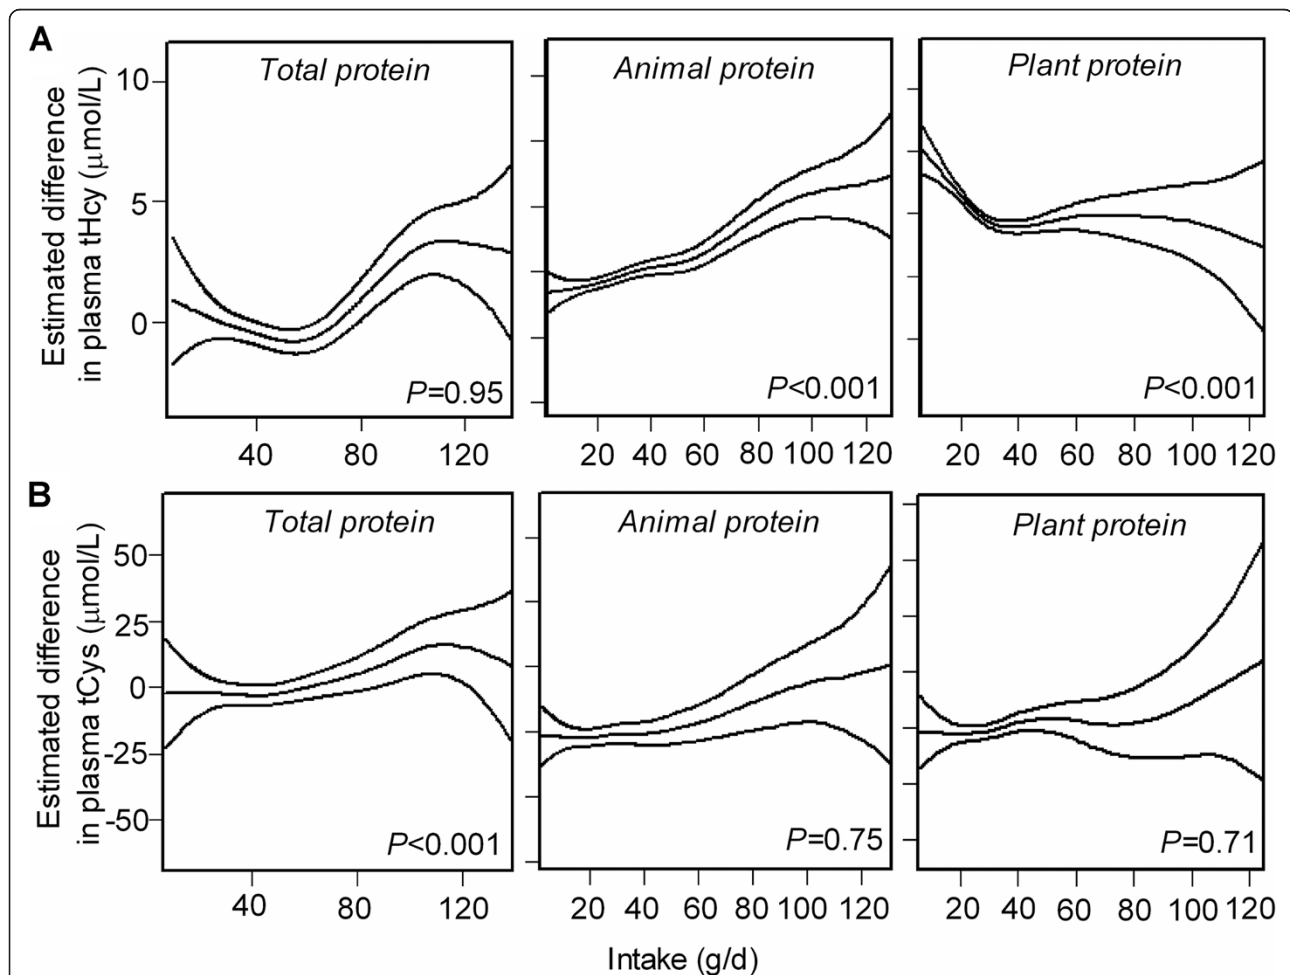 A
Estimated difference
in plasma tHcy (μmol/L)
Total protein
Animal protein
Plant protein
10
5
0
P=0.95
P<0.001
P<0.001
40 80 120
20 40 60 80 100 120
20 40 60 80 100 120
B
Estimated difference
in plasma tCys (μmol/L)
Total protein
Animal protein
Plant protein
50
25
0
-25
-50
P<0.001
P=0.75
P=0.71
40 80 120
20 40 60 80 100 120
20 40 60 80 100 120
Intake (g/d)